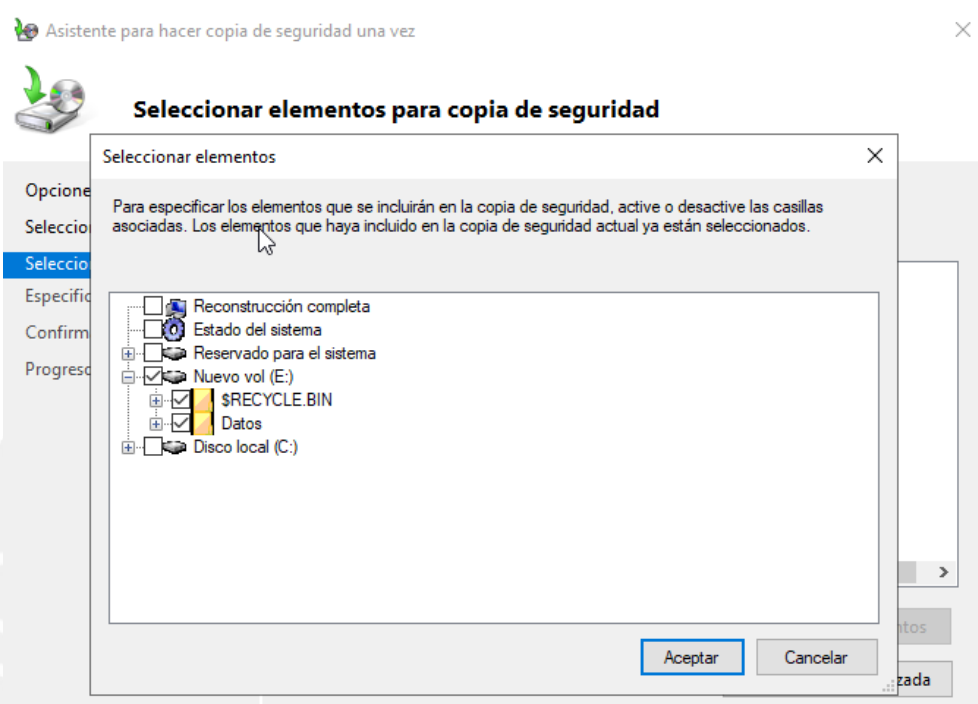 Asistente para hacer copia de seguridad una vez
Seleccionar elementos para copia de seguridad
Seleccionar elementos
Para especificar los elementos que se incluirán en la copia de seguridad, active o desactive las casillas
asociadas. Los elementos que haya incluido en la copia de seguridad actual ya están seleccionados.
Opcione
Seleccio
Seleccio
Especific
Confirm
Progreso
Reconstrucción completa
Estado del sistema
Reservado para el sistema
Nuevo vol (E:)
$RECYCLE.BIN
Datos
Disco local (C:)
ntos
Aceptar
Cancelar
zada